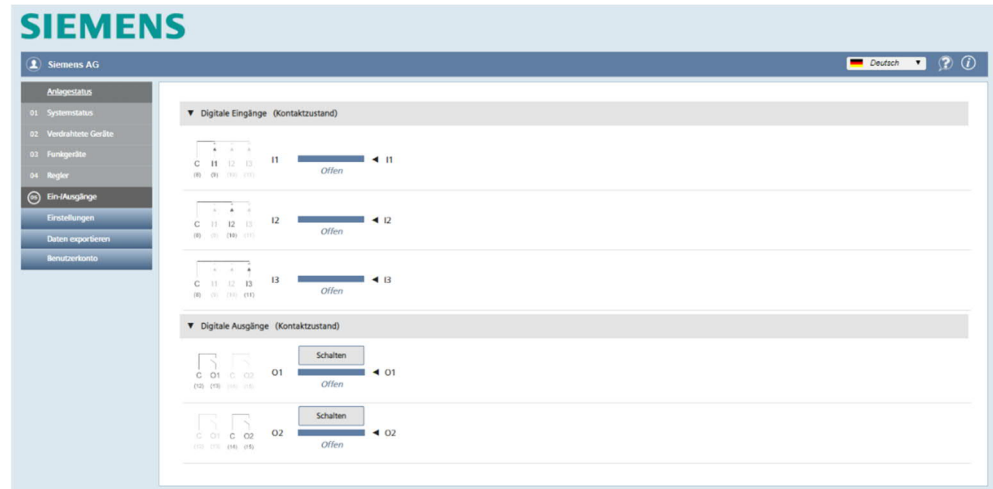 SIEMENS
Siemens AG
Deutsch
Anlagestatus
01 Systemstatus
02 Verdrahtete Geräte
03 Funkgeräte
04 Regler
05 Ein-/Ausgänge
Einstellungen
Daten exportieren
Benutzerkonto
▼ Digitale Eingänge (Kontaktzustand)
C I1 I2 I3
(8) (9) (10) (11)
I1
Offen
◄ I1
C I1 I2 I3
(8) (9) (10) (11)
I2
Offen
◄ I2
C I1 I2 I3
(8) (9) (10) (11)
I3
Offen
◄ I3
▼ Digitale Ausgänge (Kontaktzustand)
C O1 C O2
(12) (13) (14) (15)
O1
Schalten
Offen
◄ O1
C O1 C O2
(12) (13) (14) (15)
O2
Schalten
Offen
◄ O2